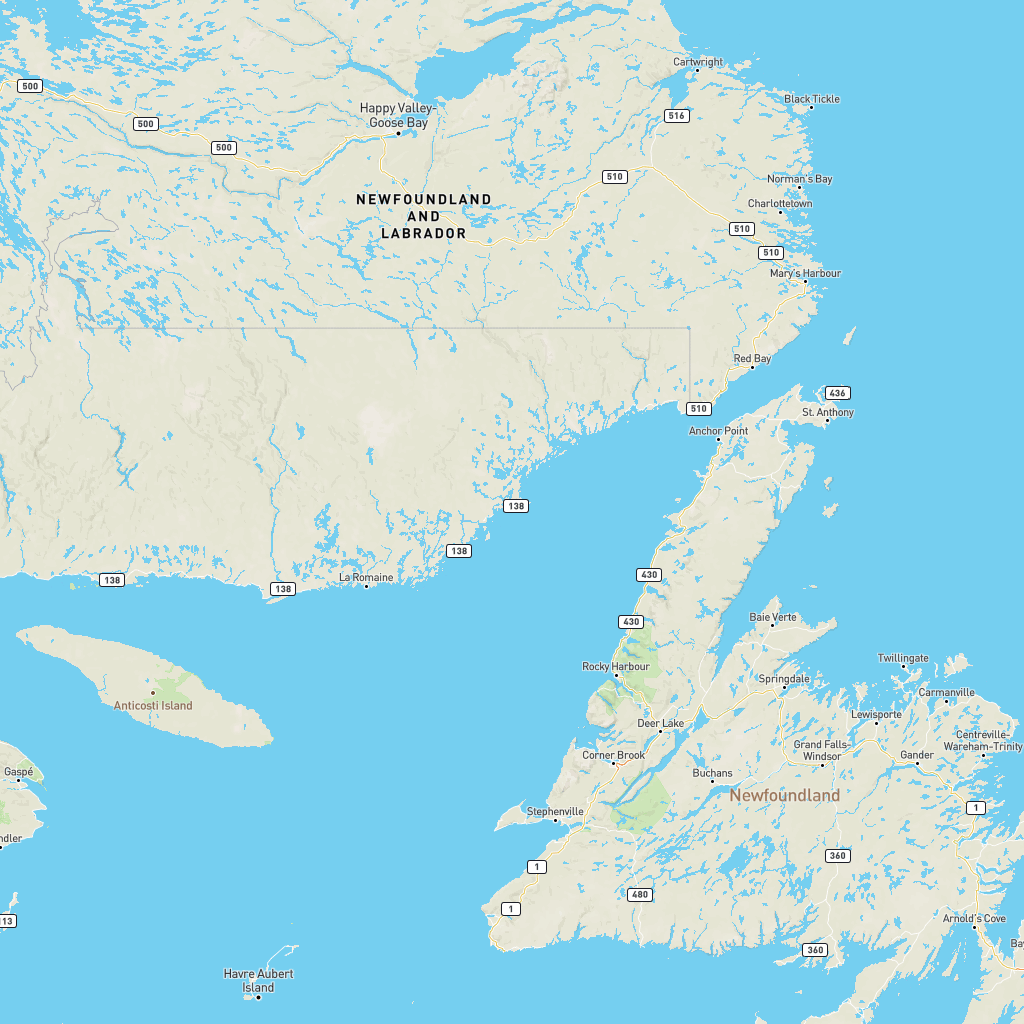 Cartwright
500
Black Tickle
Happy Valley-
Goose Bay
516
500
500
510
Norman's Bay
NEWFOUNDLAND
AND
LABRADOR
Charlottetown
510
510
Mary's Harbour
Red Bay
436
510
St. Anthony
Anchor Point
138
138
138
La Romaine
138
430
430
Baie Verte
Twillingate
Rocky Harbour
Springdale
Carmanville
Anticosti Island
Lewisporte
Deer Lake
Centreville-
Wareham-Trinity
Grand Falls-
Windsor
Corner Brook
Gander
Gaspé
Buchans
Newfoundland
1
Stephenville
ndler
360
1
480
1
113
Arnold's Cove
Ba
360
Havre Aubert
Island